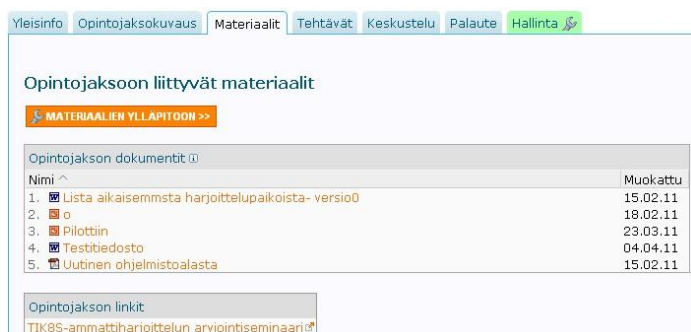 Yleisinfo Opintojaksokuvaus Materiaalit Tehtävät Keskustelu Palaute Hallinta
Opintojaksoon liittyvät materiaalit
MATERIAALIEN YLLÄPITOON >>
Opintojakson dokumentit
Nimi Muokattu
1. Lista aikaisemmsta harjoittelupaikoista- versio0 15.02.11
2. o 18.02.11
3. Pilottiin 23.03.11
4. Testitiedosto 04.04.11
5. Uutinen ohjelmistoalasta 15.02.11
Opintojakson linkit
TIK8S-ammattiharjoittelun arviointiseminaari